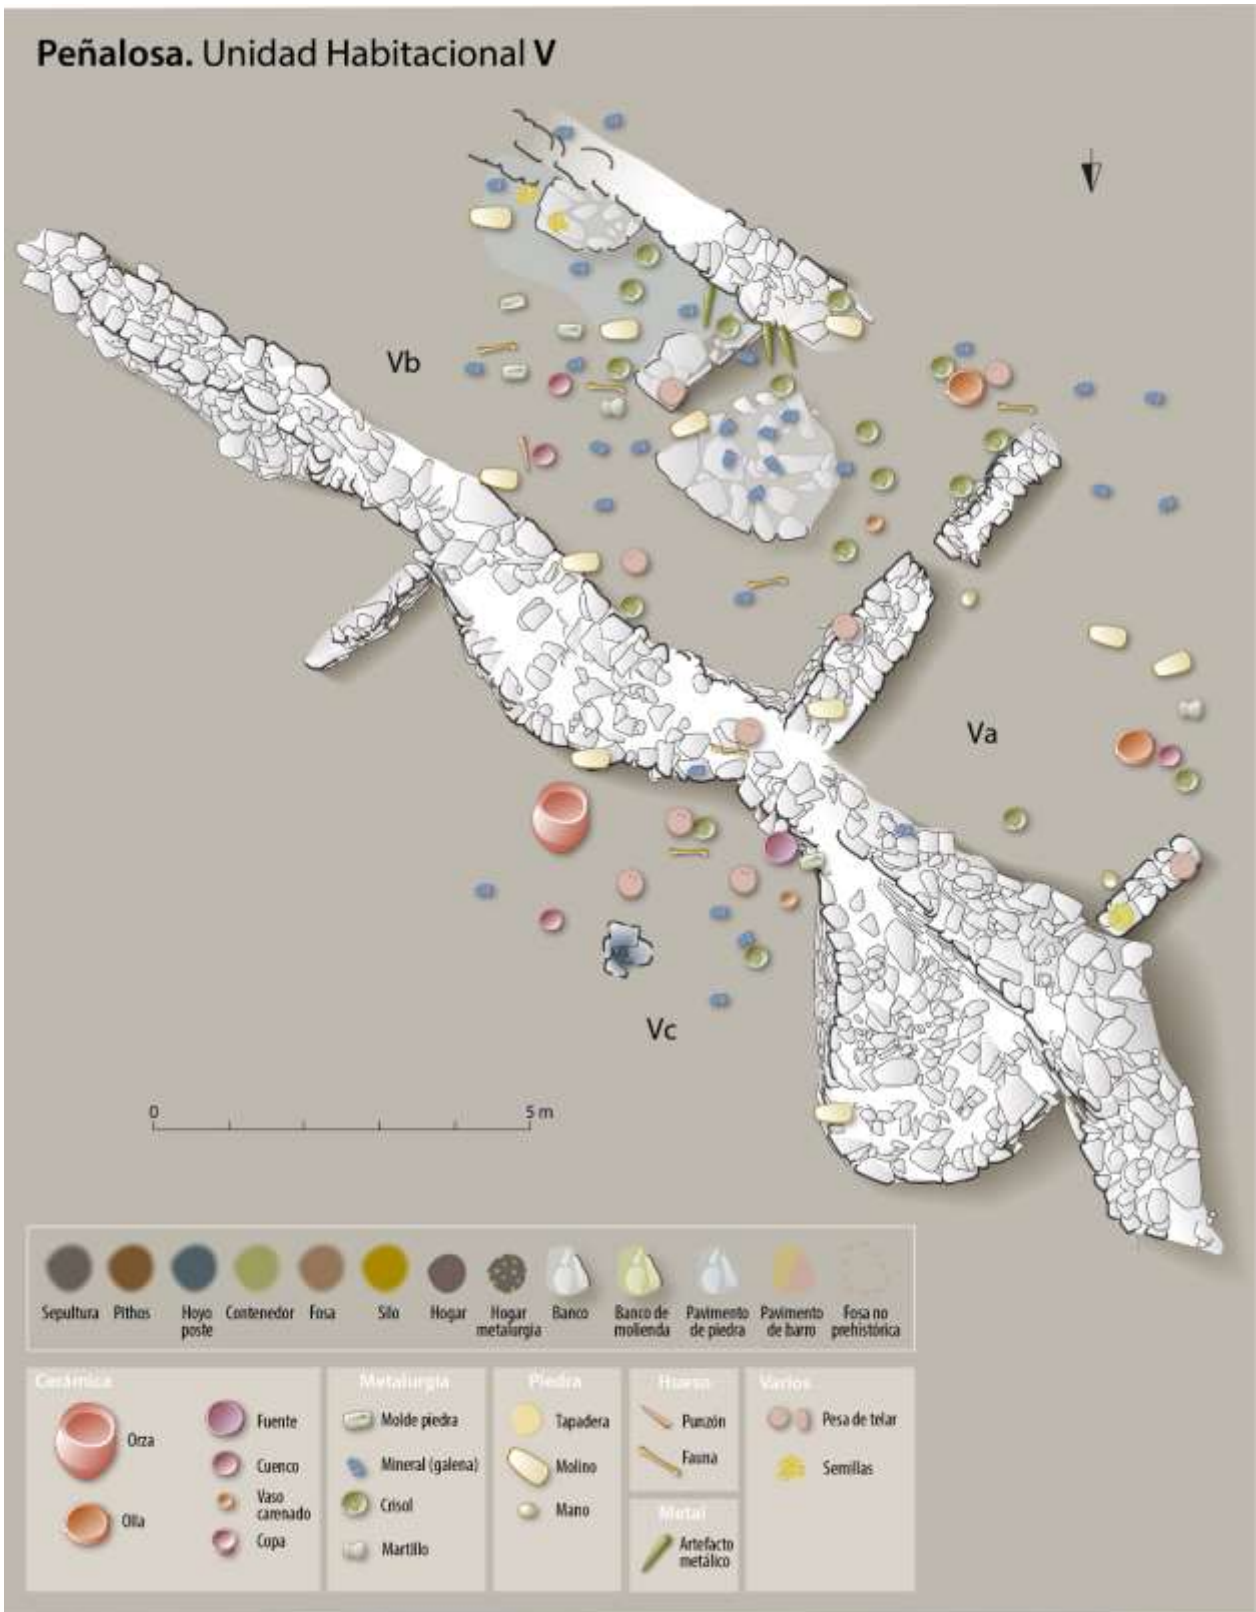 Peñalosa. Unidad Habitacional V
Vb
Va
Vc
0 5 m
Sepultura
Pithos
Hoyo
poste
Contenedor
Fosa
Silo
Hogar
Hogar
metalurgia
Banco
Banco de
molienda
Pavimento
de piedra
Pavimento
de barro
Fosa no
prehistórica
Cerámica
Orza
Olla
Fuente
Cuenco
Vaso
carenado
Copa
Metalurgia
Molde piedra
Mineral (galena)
Crisol
Martillo
Piedra
Tapadera
Molino
Mano
Hueso
Punzón
Fauna
Metal
Artefacto
metálico
Varios
Pesa de telar
Semillas